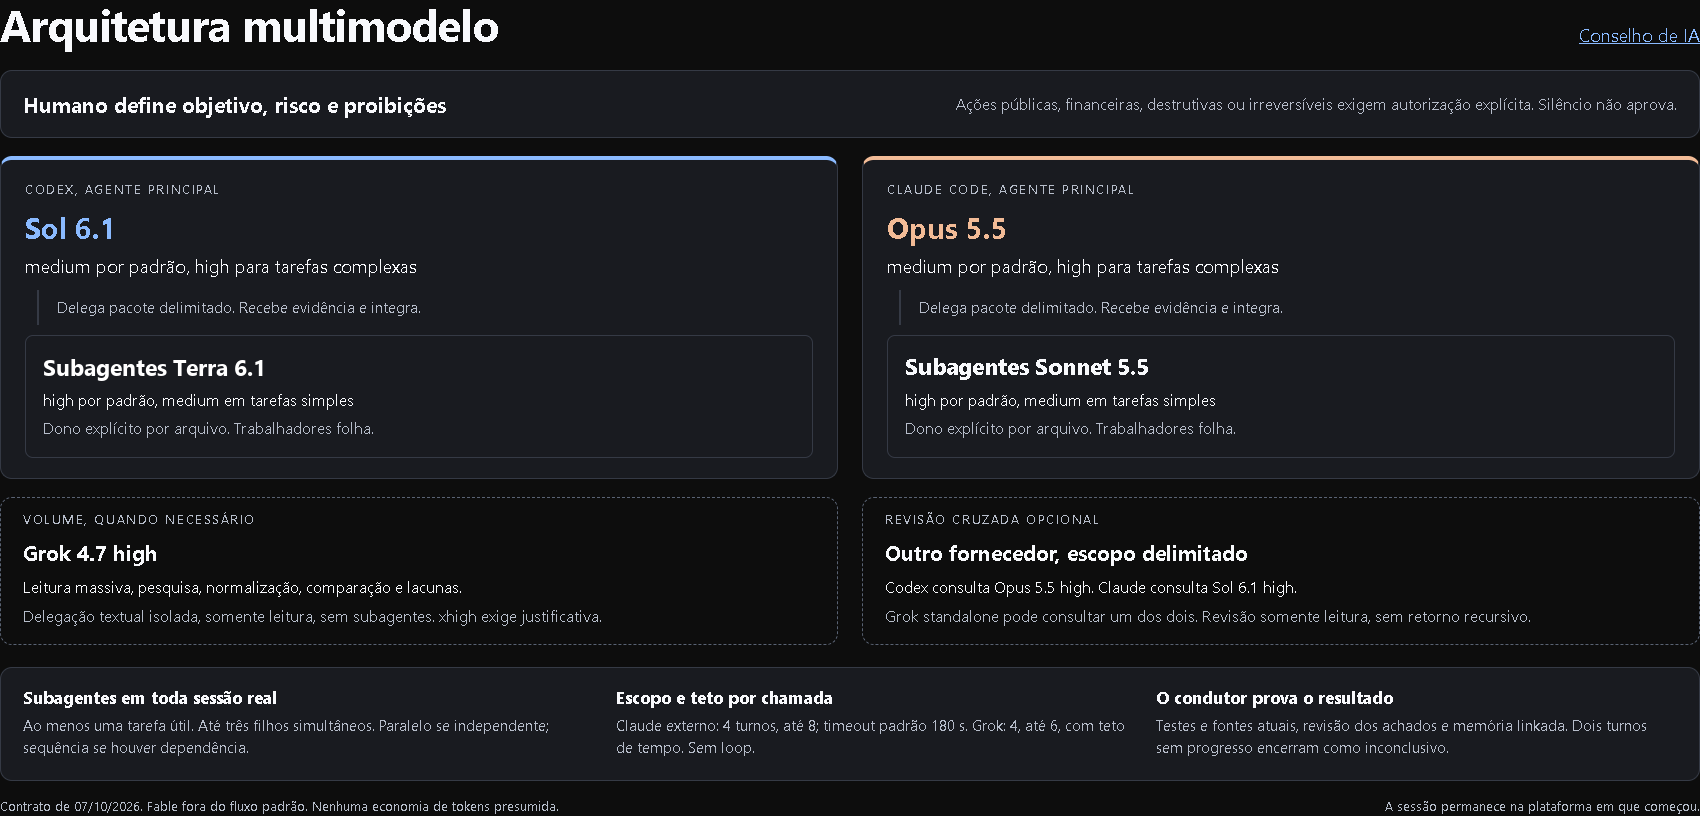 Arquitetura multimodelo
Conselho de IA
Humano define objetivo, risco e proibições
Ações públicas, financeiras, destrutivas ou irreversíveis exigem autorização explícita. Silêncio não aprova.
CODEX, AGENTE PRINCIPAL
Sol 6.1
medium por padrão, high para tarefas complexas
Delega pacote delimitado. Recebe evidência e integra.
Subagentes Terra 6.1
high por padrão, medium em tarefas simples
Dono explícito por arquivo. Trabalhadores folha.
CLAUDE CODE, AGENTE PRINCIPAL
Opus 5.5
medium por padrão, high para tarefas complexas
Delega pacote delimitado. Recebe evidência e integra.
Subagentes Sonnet 5.5
high por padrão, medium em tarefas simples
Dono explícito por arquivo. Trabalhadores folha.
VOLUME, QUANDO NECESSÁRIO
Grok 4.7 high
Leitura massiva, pesquisa, normalização, comparação e lacunas.
Delegação textual isolada, somente leitura, sem subagentes. xhigh exige justificativa.
REVISÃO CRUZADA OPCIONAL
Outro fornecedor, escopo delimitado
Codex consulta Opus 5.5 high. Claude consulta Sol 6.1 high.
Grok standalone pode consultar um dos dois. Revisão somente leitura, sem retorno recursivo.
Subagentes em toda sessão real
Ao menos uma tarefa útil. Até três filhos simultâneos. Paralelo se independente;
sequência se houver dependência.
Escopo e teto por chamada
Claude externo: 4 turnos, até 8; timeout padrão 180 s. Grok: 4, até 6, com teto
de tempo. Sem loop.
O condutor prova o resultado
Testes e fontes atuais, revisão dos achados e memória linkada. Dois turnos
sem progresso encerram como inconclusivo.
Contrato de 07/10/2026. Fable fora do fluxo padrão. Nenhuma economia de tokens presumida.
A sessão permanece na plataforma em que começou.